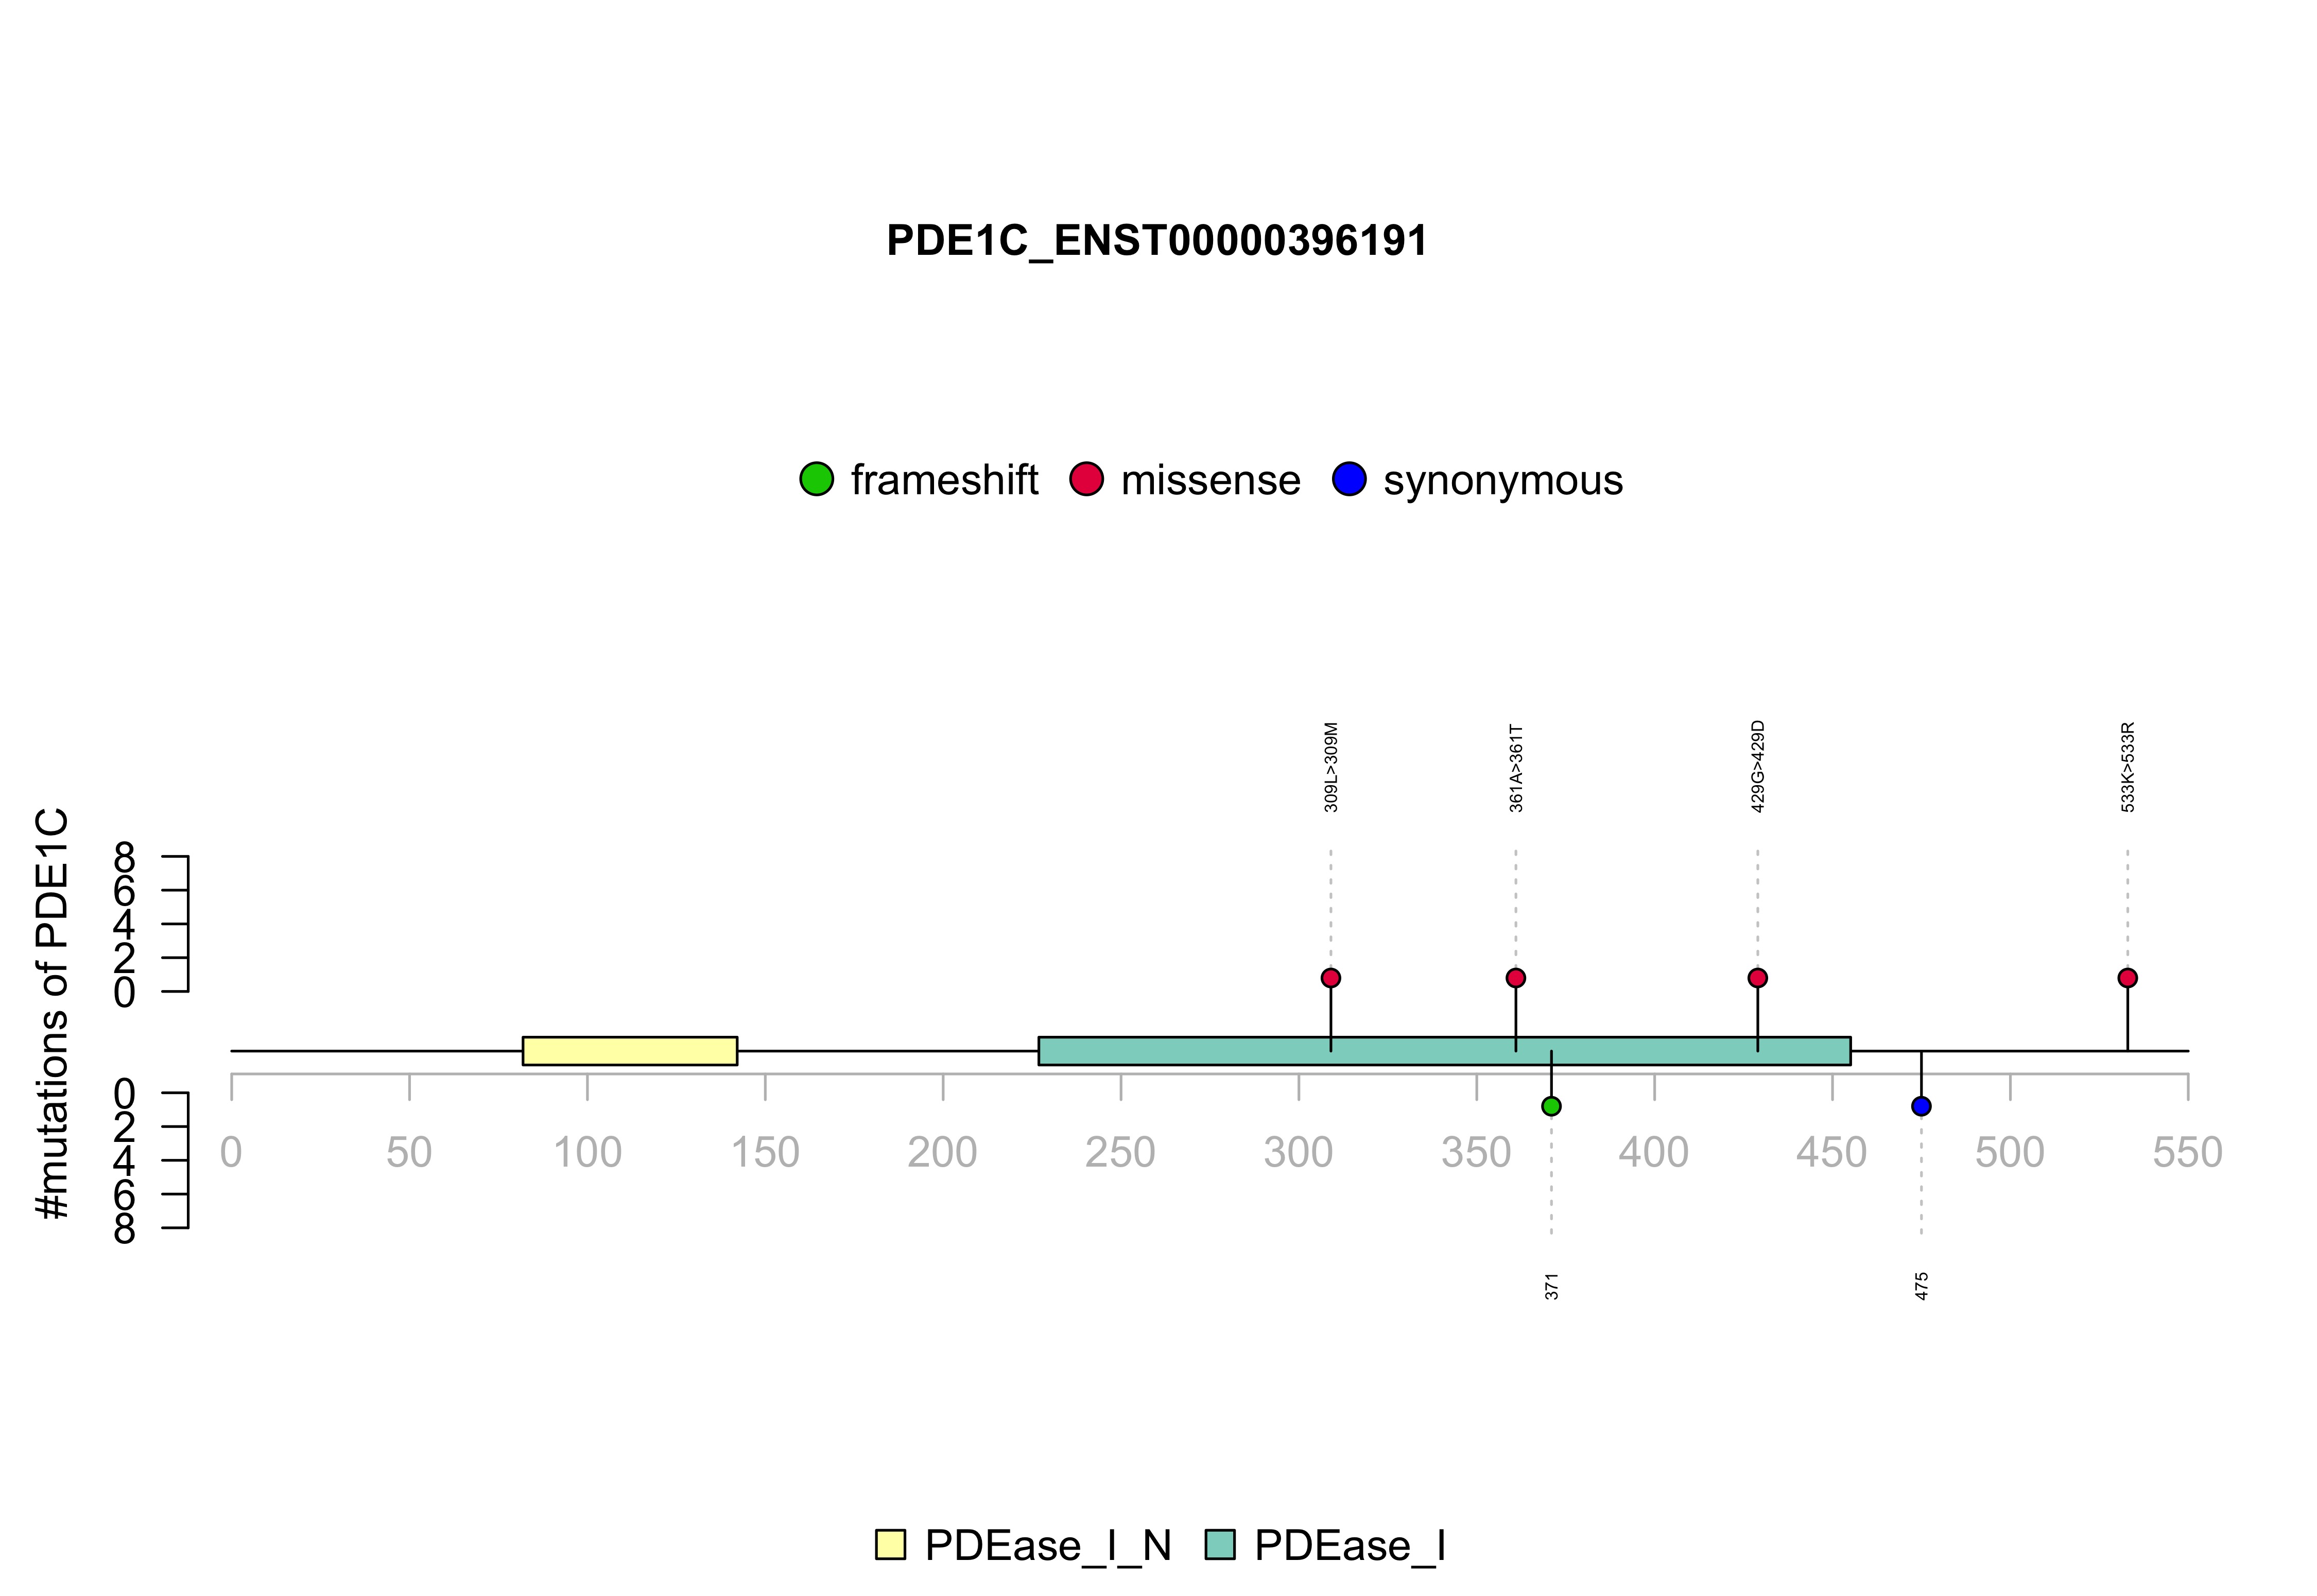 PDE1C_ENST00000396191
frameshift missense synonymous
309L>309M
361A>361T
429G>429D
533K>533R
#mutations of PDE1C
8
6
4
2
0
0
2
4
6
8
0 50 100 150 200 250 300 350 400 450 500 550
371
475
PDEase_I_N PDEase_I